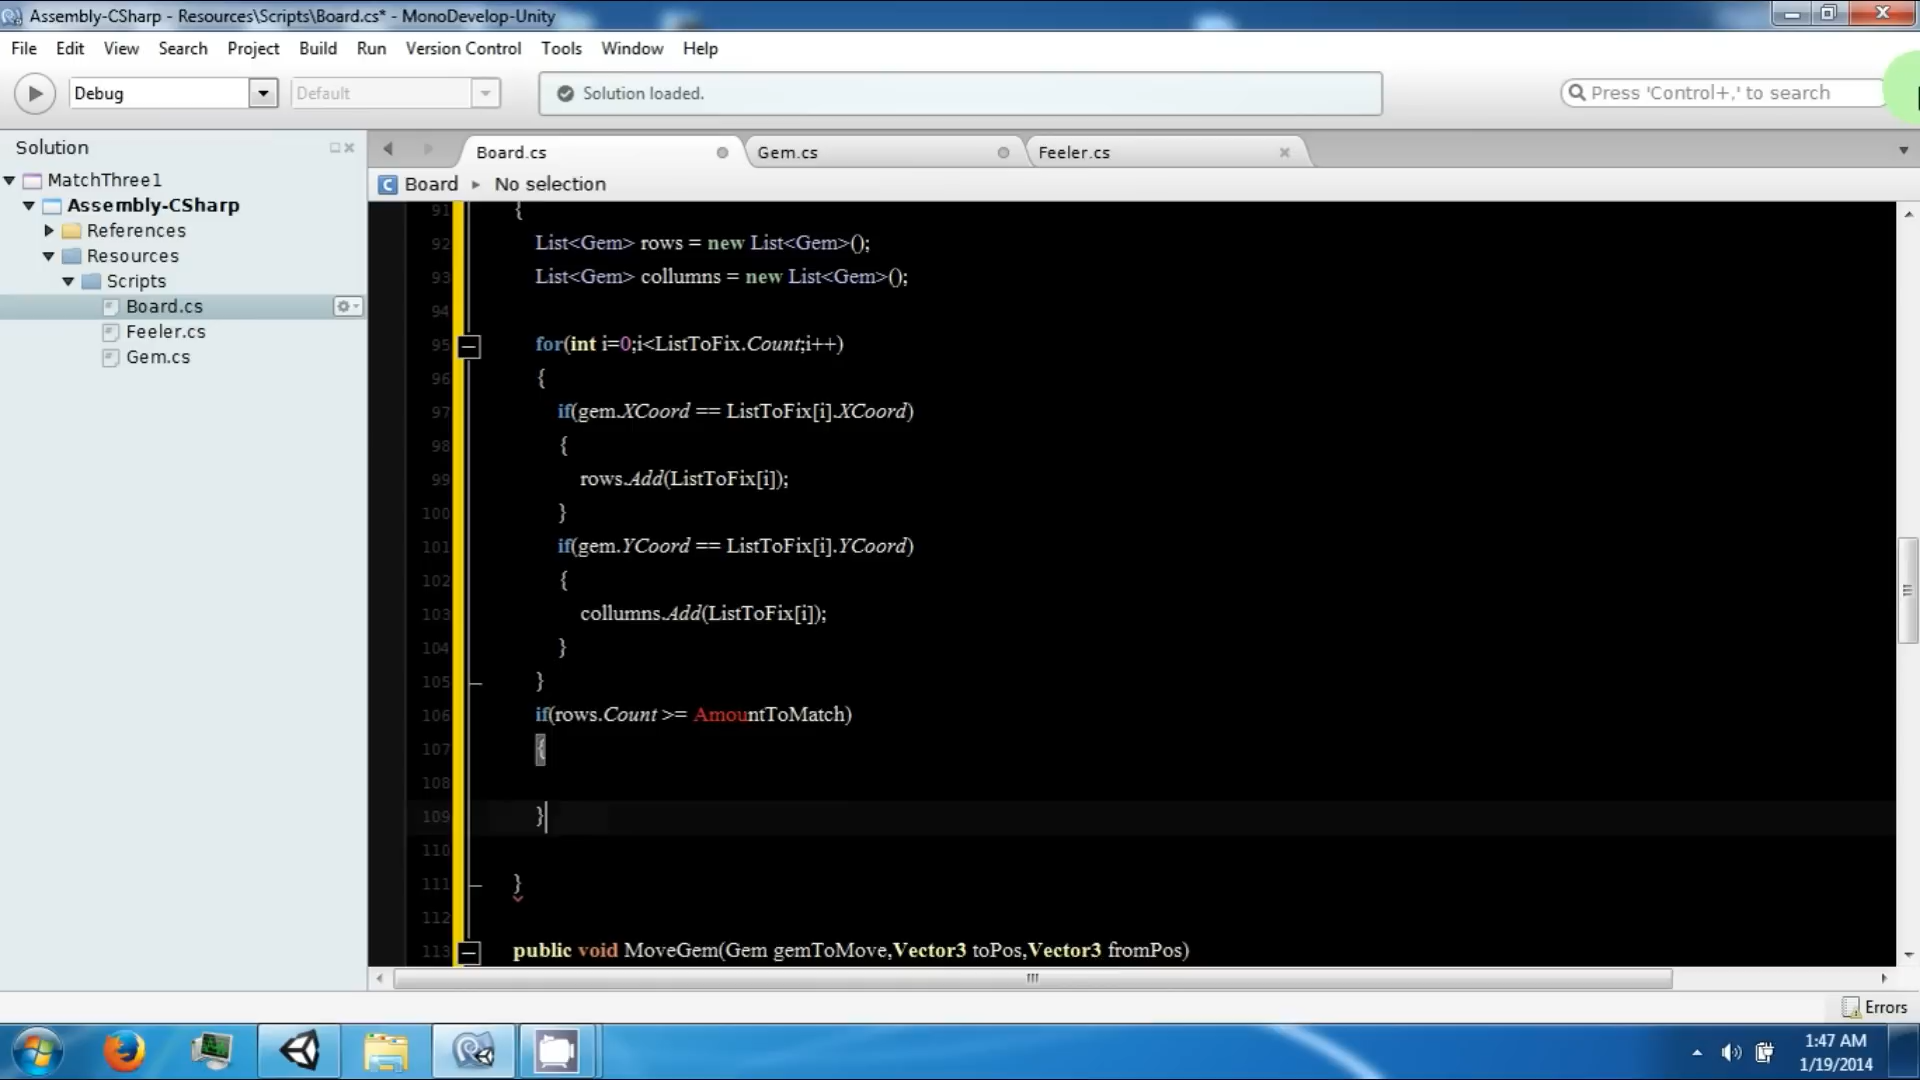 Assembly-CSharp - Resources\Scripts\Board.cs* - MonoDevelop-Unity
File Edit View Search Project Build Run Version Control Tools Window Help
Debug Default Solution loaded. Press 'Control+,' to search
Solution
Board.cs Gem.cs Feeler.cs
MatchThree1
Board No selection
Assembly-CSharp
References
Resources
Scripts
Board.cs
Feeler.cs
Gem.cs
91 {
92 List<Gem> rows = new List<Gem>();
93 List<Gem> collumns = new List<Gem>();
94
95 for(int i=0;i<ListToFix.Count;i++)
96 {
97 if(gem.XCoord == ListToFix[i].XCoord)
98 {
99 rows.Add(ListToFix[i]);
100 }
101 if(gem.YCoord == ListToFix[i].YCoord)
102 {
103 collumns.Add(ListToFix[i]);
104 }
105 }
106 if(rows.Count >= AmountToMatch)
107 {
108
109 }
110
111 }
112
113 public void MoveGem(Gem gemToMove,Vector3 toPos,Vector3 fromPos)
Errors
1:47 AM
1/19/2014